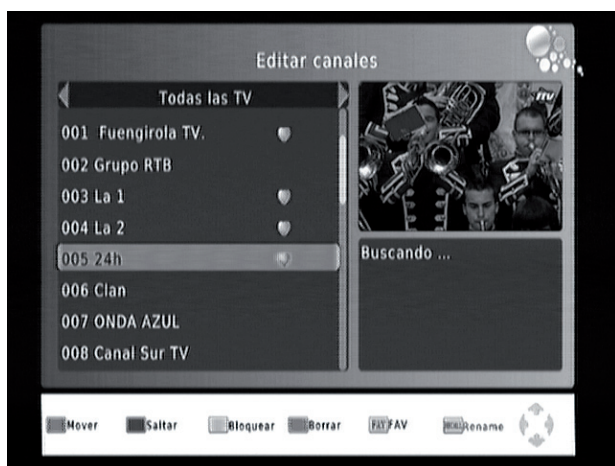 Editar canales
Todas las TV
001 Fuengirola TV.
002 Grupo RTB
003 La 1
004 La 2
005 24h
006 Clan
007 ONDA AZUL
008 Canal Sur TV
Buscando ...
Mover Saltar Bloquear Borrar FAV FAV Rename